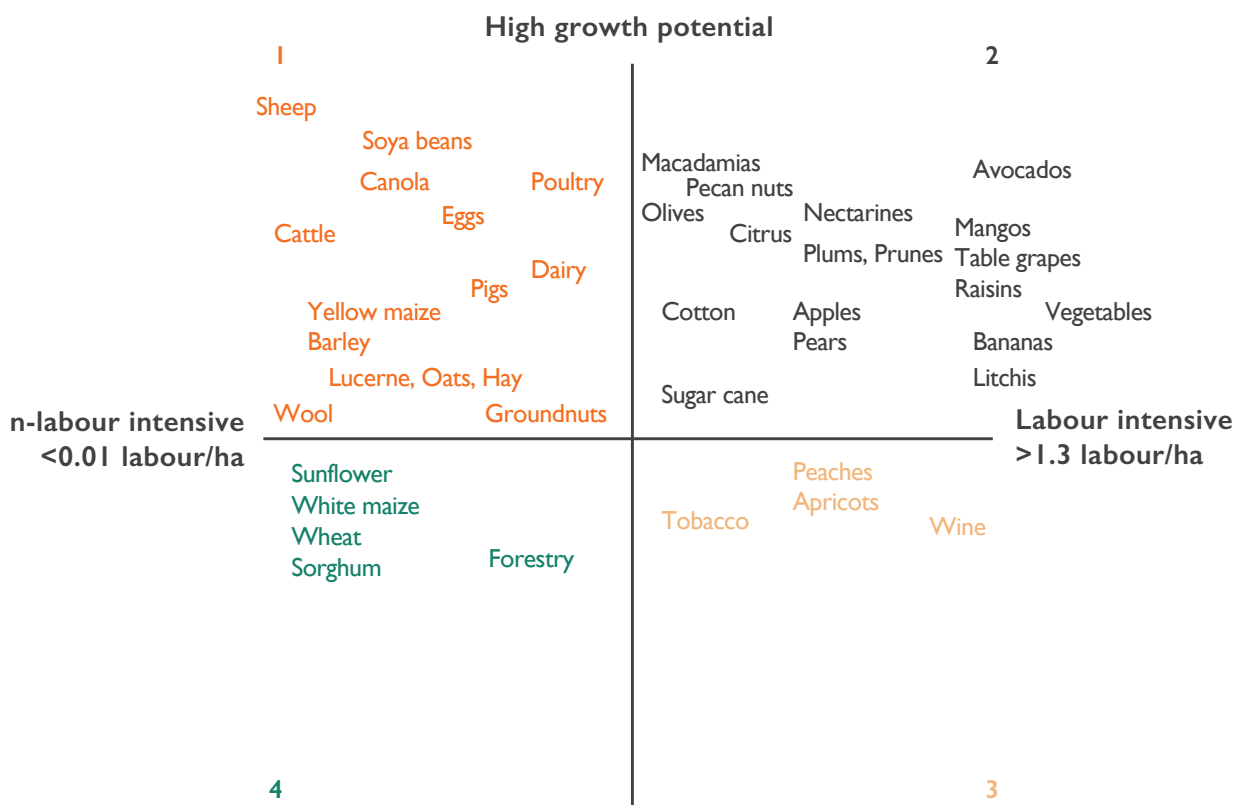 High growth potential
1
2
Sheep
Soya beans
Canola
Poultry
Eggs
Cattle
Dairy
Pigs
Yellow maize
Barley
Lucerne, Oats, Hay
Wool
Groundnuts
Macadamias
Pecan nuts
Avocados
Olives
Nectarines
Citrus
Mangos
Plums, Prunes
Table grapes
Raisins
Cotton
Apples
Vegetables
Pears
Bananas
Litchis
Sugar cane
n-labour intensive
<0.01 labour/ha
Labour intensive
>1.3 labour/ha
Sunflower
White maize
Wheat
Sorghum
Forestry
Peaches
Apricots
Tobacco
Wine
4
3